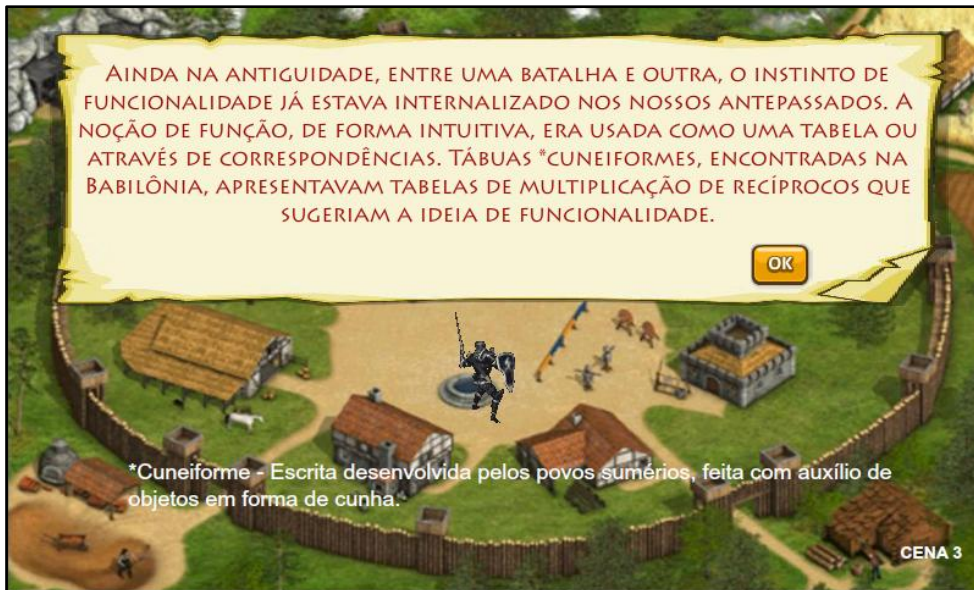 AINDA NA ANTIGUIDADE, ENTRE UMA BATALHA E OUTRA, O INSTINTO DE
FUNCIONALIDADE JÁ ESTAVA INTERNALIZADO NOS NOSSOS ANTEPASSADOS. A
NOÇÃO DE FUNÇÃO, DE FORMA INTUITIVA, ERA USADA COMO UMA TABELA OU
ATRAVÉS DE CORRESPONDÊNCIAS. TÁBUAS *CUNEIFORMES, ENCONTRADAS NA
BABILÔNIA, APRESENTAVAM TABELAS DE MULTIPLICAÇÃO DE RECÍPROCOS QUE
SUGERIAM A IDEIA DE FUNCIONALIDADE.
OK
*Cuneiforme - Escrita desenvolvida pelos povos sumérios, feita com auxílio de
objetos em forma de cunha.
CENA 3